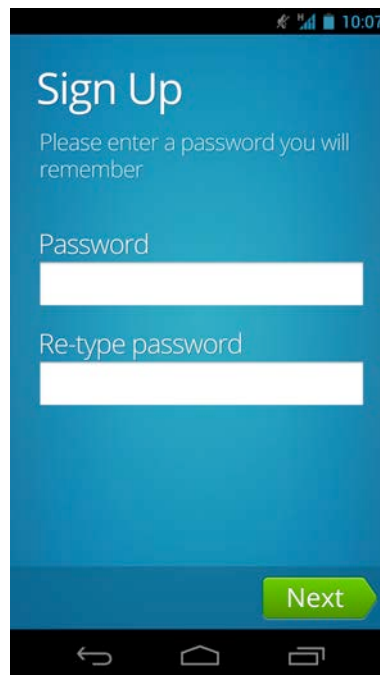 H 10:07
Sign Up
Please enter a password you will
remember
Password
Re-type password
Next